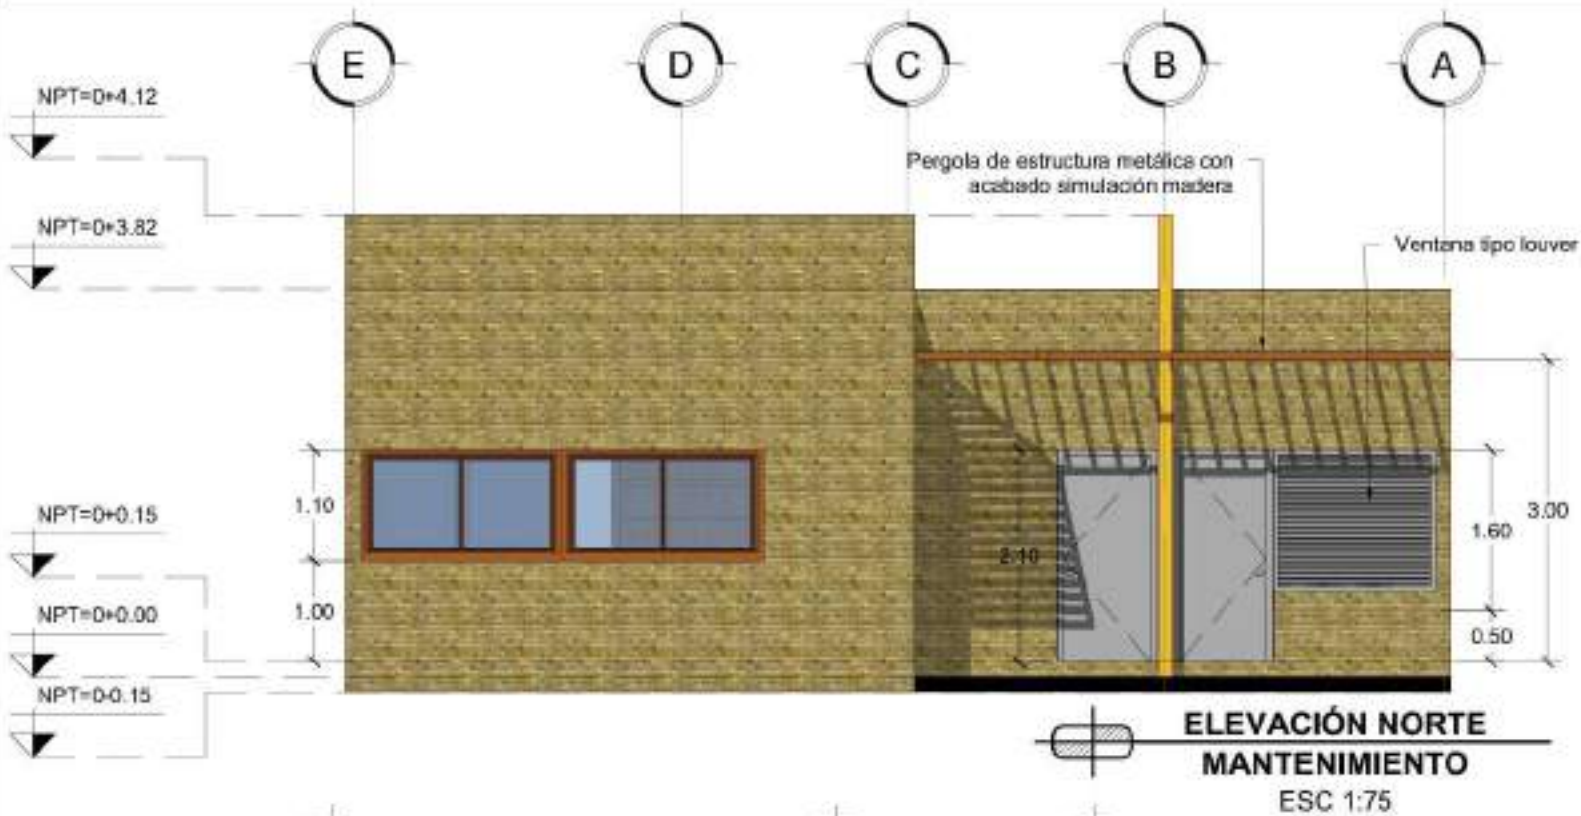 E
D
C
B
A
NPT=0+4.12
Pergola de estructura metálica con
acabado simulación madera
NPT=0+3.82
Ventana tipo louver
1.10
NPT=0+0.15
1.60
3.00
2.10
NPT=0+0.00
1.00
0.50
NPT=0-0.15
ELEVACIÓN NORTE
MANTENIMIENTO
ESC 1:75